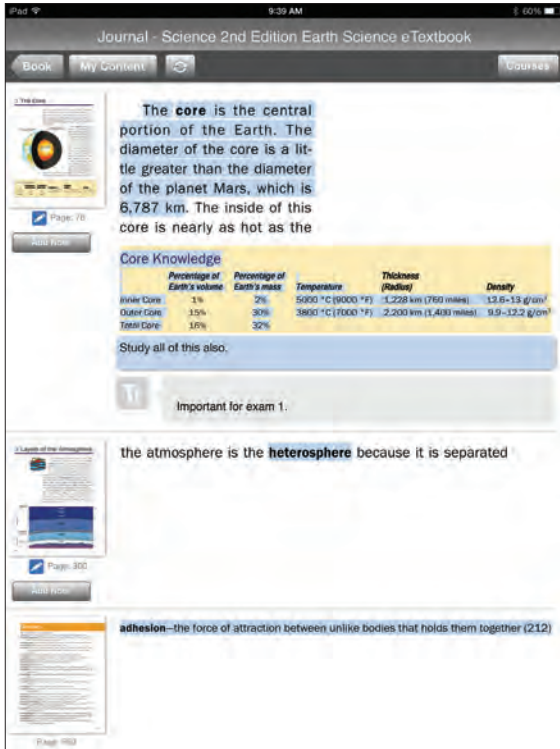 iPad 9:39 AM 60%
Journal - Science 2nd Edition Earth Science eTextbook
Book My Content Courses
The core is the central
portion of the Earth. The
diameter of the core is a lit-
tle greater than the diameter
of the planet Mars, which is
6,787 km. The inside of this
core is nearly as hot as the
Page: 76
Add Note
Core Knowledge
Percentage of Earth's volume Percentage of Earth's mass Temperature Thickness (Radius) Density
Inner Core 1% 2% 5000 °C (9000 °F) 1,228 km (760 miles) 12.6–13 g/cm³
Outer Core 15% 30% 3800 °C (7000 °F) 2,200 km (1,400 miles) 9.9–12.2 g/cm³
Total Core 16% 32%
Study all of this also.
Important for exam 1.
Layers of the Atmosphere
the atmosphere is the heterosphere because it is separated
Page: 300
Add Note
adhesion—the force of attraction between unlike bodies that holds them together (212)